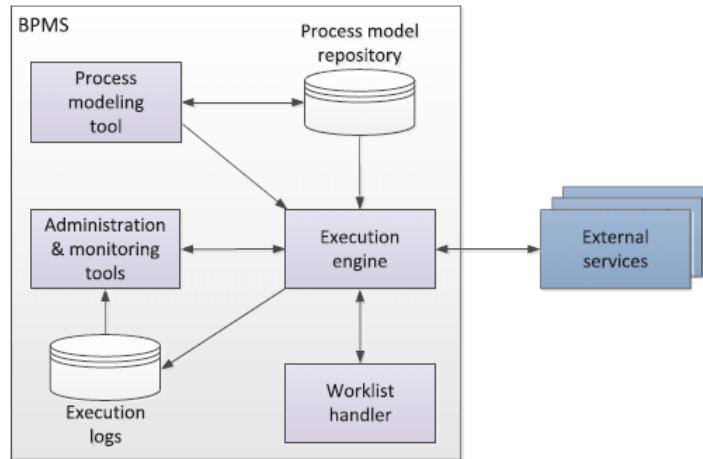 BPMS
Process model
repository
Process
modeling
tool
Administration
& monitoring
tools
Execution
engine
External
services
Execution
logs
Worklist
handler